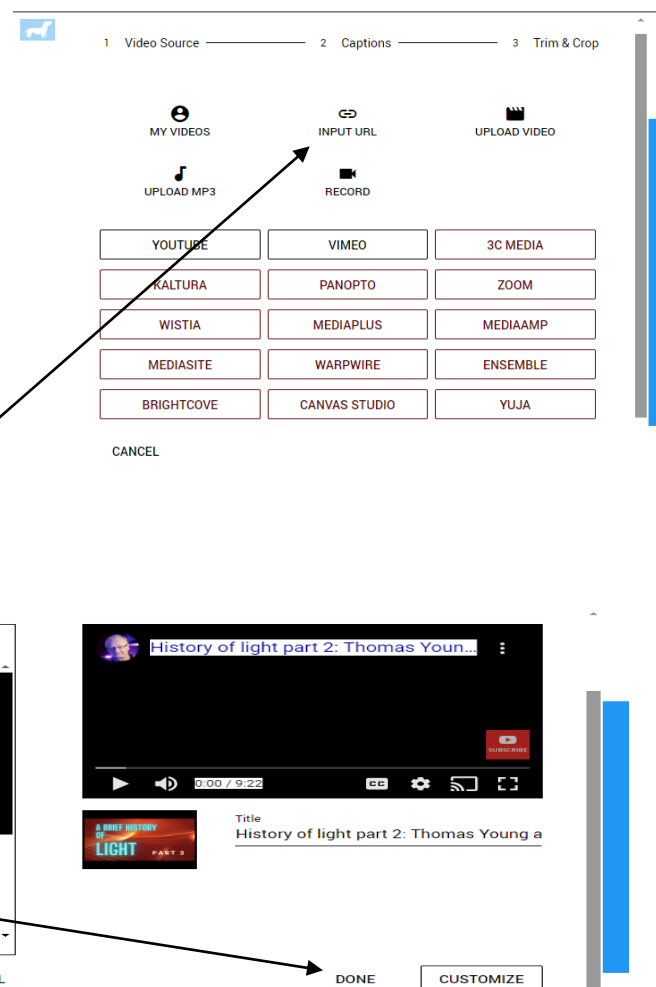 1 Video Source 2 Captions 3 Trim & Crop
MY VIDEOS INPUT URL UPLOAD VIDEO
UPLOAD MP3 RECORD
YOUTUBE VIMEO 3C MEDIA
KALTURA PANOPTO ZOOM
WISTIA MEDIAPLUS MEDIAAMP
MEDIASITE WARPWIRE ENSEMBLE
BRIGHTCOVE CANVAS STUDIO YUJA
CANCEL
History of light part 2: Thomas Youn...
SUBSCRIBE
0:00 / 9:22 CC
A BRIEF HISTORY
OF
LIGHT PART 2
Title
History of light part 2: Thomas Young a
L DONE CUSTOMIZE